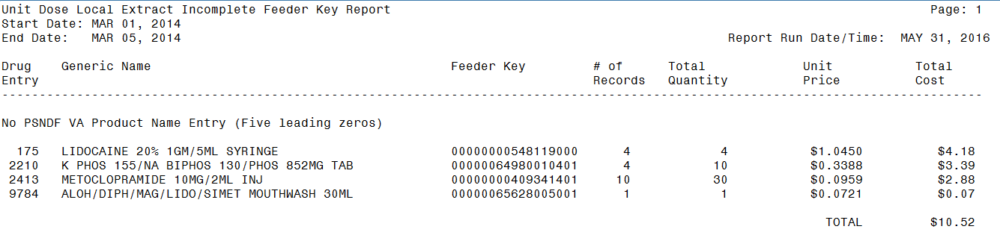 Unit Dose Local Extract Incomplete Feeder Key Report Page: 1
Start Date: MAR 01, 2014
End Date: MAR 05, 2014 Report Run Date/Time: MAY 31, 2016
Drug Generic Name Feeder Key # of Total Unit Total
Entry Records Quantity Price Cost
-----------------------------------------------------------------------------------------------------------------------------------
No PSNDF VA Product Name Entry (Five leading zeros)
175 LIDOCAINE 20% 1GM/5ML SYRINGE 00000000548119000 4 4 $1.0450 $4.18
2210 K PHOS 155/NA BIPHOS 130/PHOS 852MG TAB 00000064980010401 4 10 $0.3388 $3.39
2413 METOCLOPRAMIDE 10MG/2ML INJ 00000000409341401 10 30 $0.0959 $2.88
9784 ALOH/DIPH/MAG/LIDO/SIMET MOUTHWASH 30ML 00000065628005001 1 1 $0.0721 $0.07
TOTAL $10.52